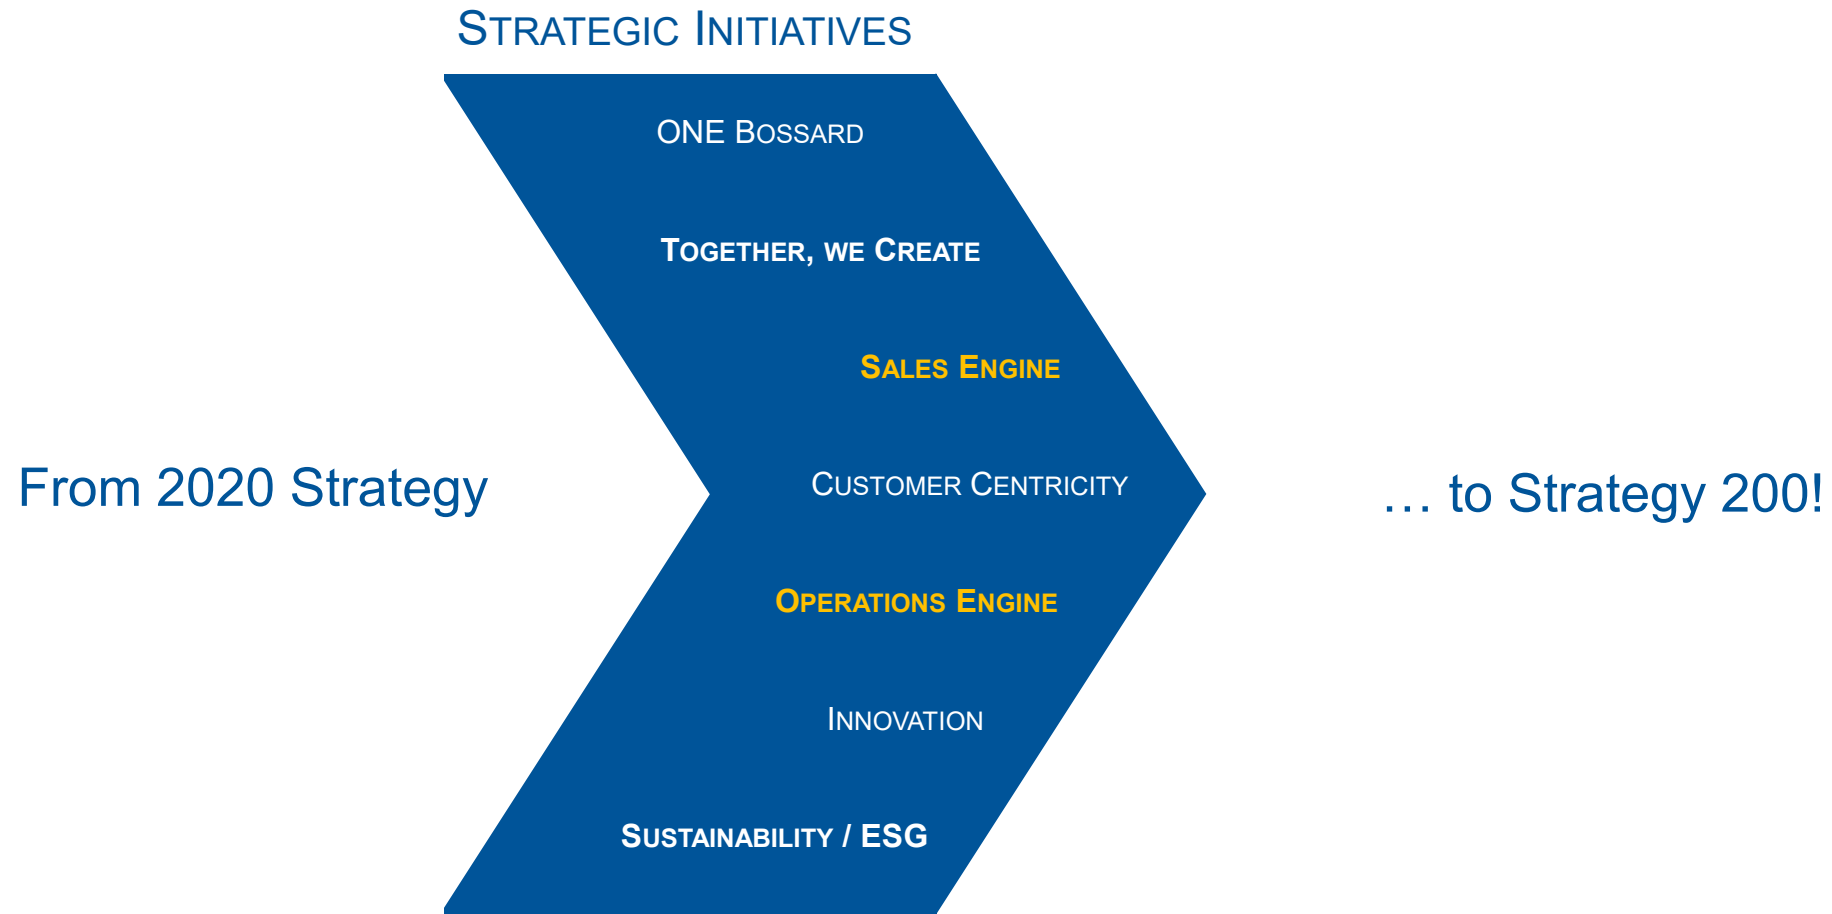 STRATEGIC INITIATIVES
ONE BOSSARD
TOGETHER, WE CREATE
SALES ENGINE
From 2020 Strategy
CUSTOMER CENTRICITY
… to Strategy 200!
OPERATIONS ENGINE
INNOVATION
SUSTAINABILITY / ESG